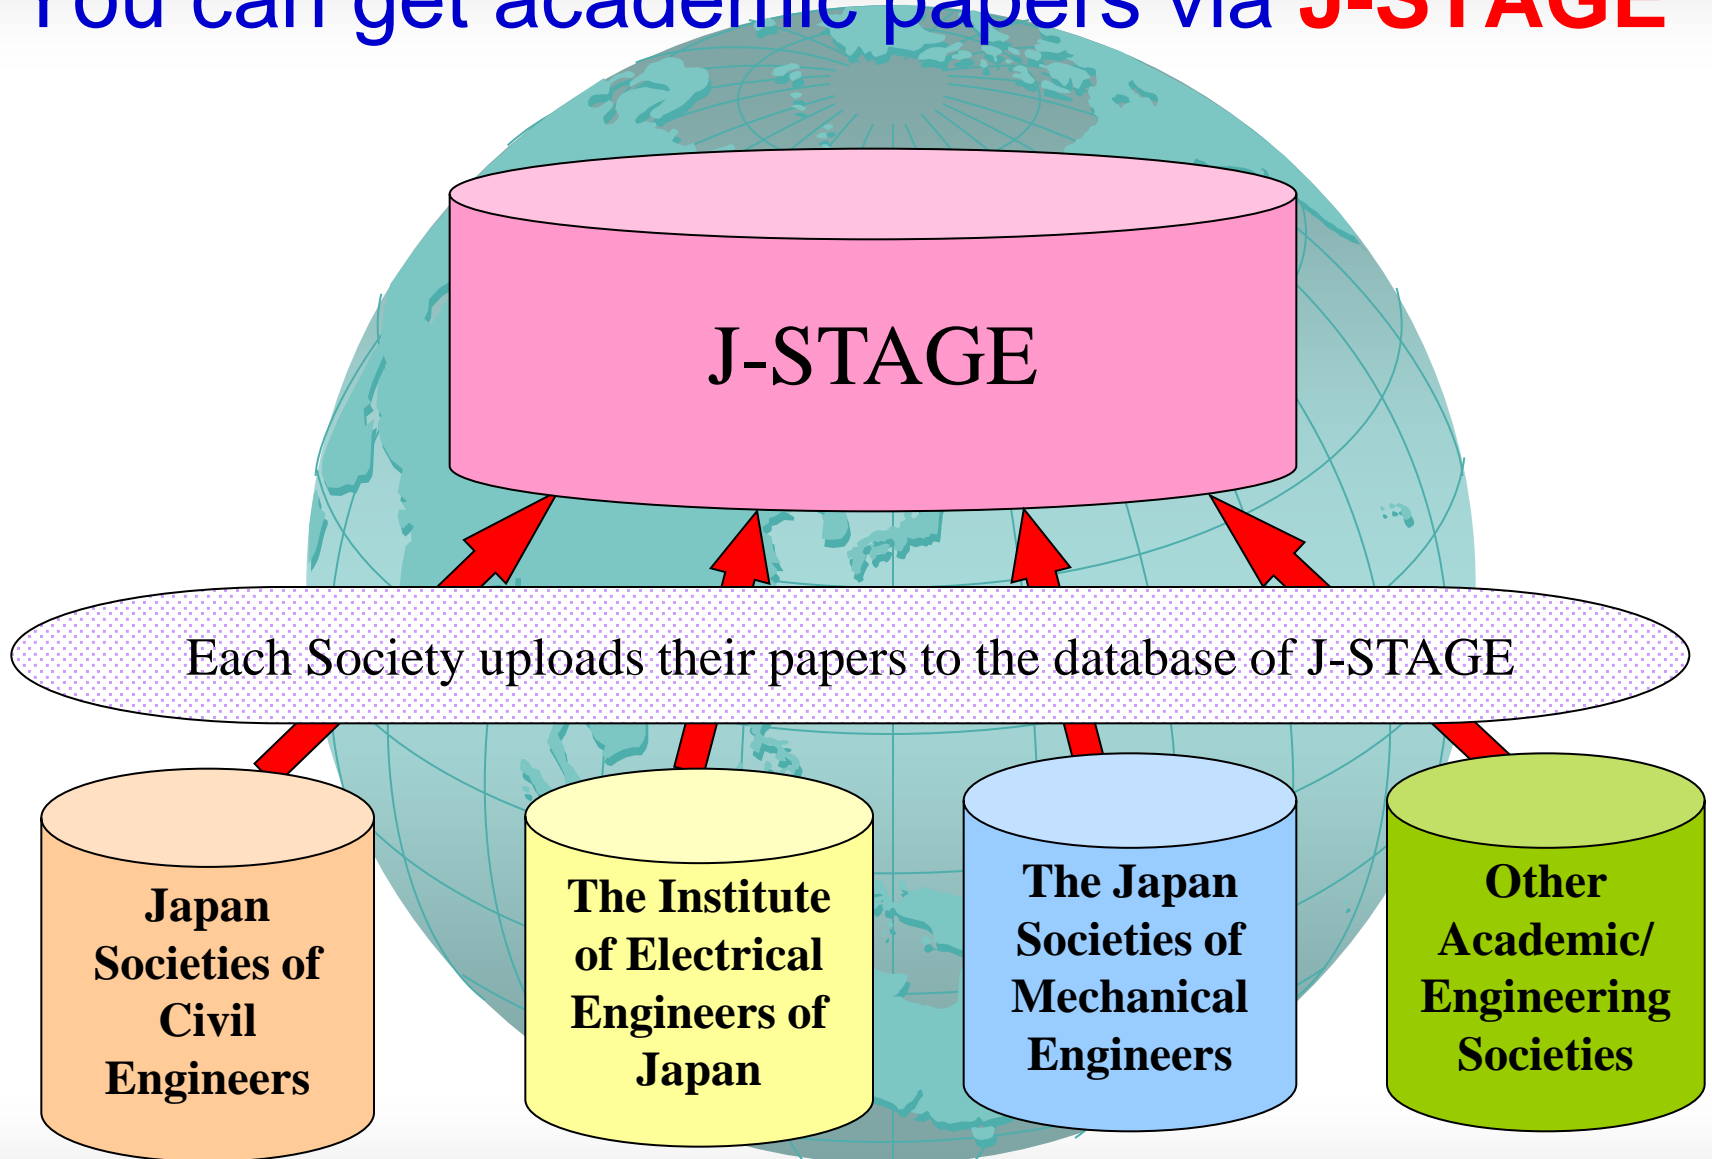 You can get academic papers via J-STAGE
J-STAGE
Each Society uploads their papers to the database of J-STAGE
Japan
Societies of
Civil
Engineers
The Institute
of Electrical
Engineers of
Japan
The Japan
Societies of
Mechanical
Engineers
Other
Academic/
Engineering
Societies